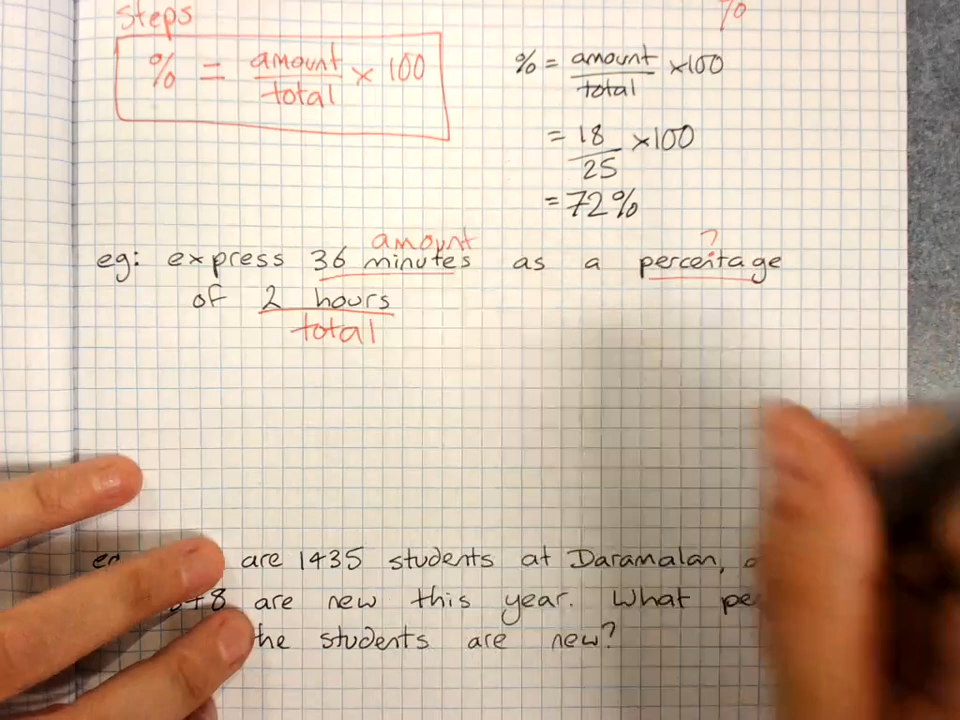 Steps
%
% = amount/total × 100
% = amount/total ×100
= 18/25 ×100
= 72%
amount ?
eg: express 36 minutes as a percentage
of 2 hours
total
are 1435 students at Daramalan,
are new this year. What
the students are new?